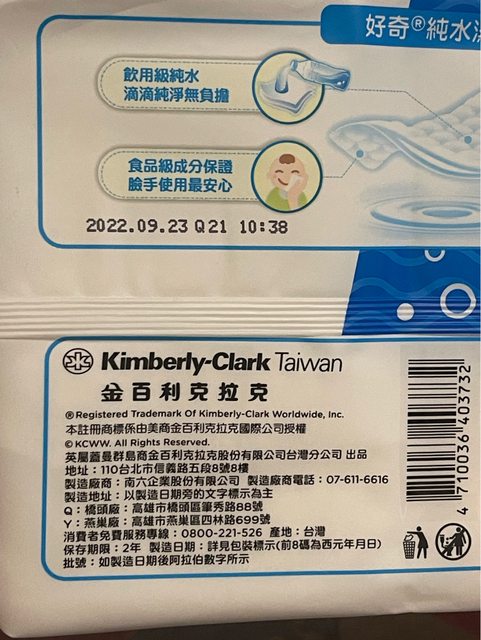 好奇®純水
飲用級純水
滴滴純淨無負擔
食品級成分保證
臉手使用最安心
2022.09.23 Q21 10:38
Kimberly-Clark Taiwan
金百利克拉克
®Registered Trademark Of Kimberly-Clark Worldwide, Inc.
本註冊商標係由美商金百利克拉克國際公司授權
©KCWW. All Rights Reserved.
英屬蓋曼群島商金百利克拉克股份有限公司台灣分公司 出品
地址：110台北市信義路五段8號8樓
製造廠商：南六企業股份有限公司 製造廠商電話：07-611-6616
製造地址：以製造日期旁的文字標示為主
Q：橋頭廠：高雄市橋頭區筆秀路88號
Y：燕巢廠：高雄市燕巢區四林路699號
消費者免費服務專線：0800-221-526 產地：台灣
保存期限：2年 製造日期：詳見包裝標示(前8碼為西元年月日)
批號：如製造日期後阿拉伯數字所示
4 710036 403732